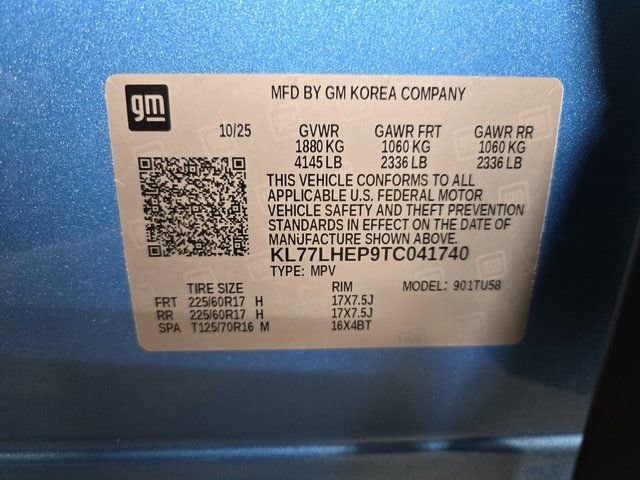 gm
MFD BY GM KOREA COMPANY
10/25 GVWR GAWR FRT GAWR RR
1880 KG 1060 KG 1060 KG
4145 LB 2336 LB 2336 LB
THIS VEHICLE CONFORMS TO ALL
APPLICABLE U.S. FEDERAL MOTOR
VEHICLE SAFETY AND THEFT PREVENTION
STANDARDS IN EFFECT ON THE DATE OF
MANUFACTURE SHOWN ABOVE.
KL77LHEP9TC041740
TYPE: MPV
TIRE SIZE RIM MODEL: 901TU58
FRT 225/60R17 H 17X7.5J
RR 225/60R17 H 17X7.5J
SPA T125/70R16 M 16X4BT